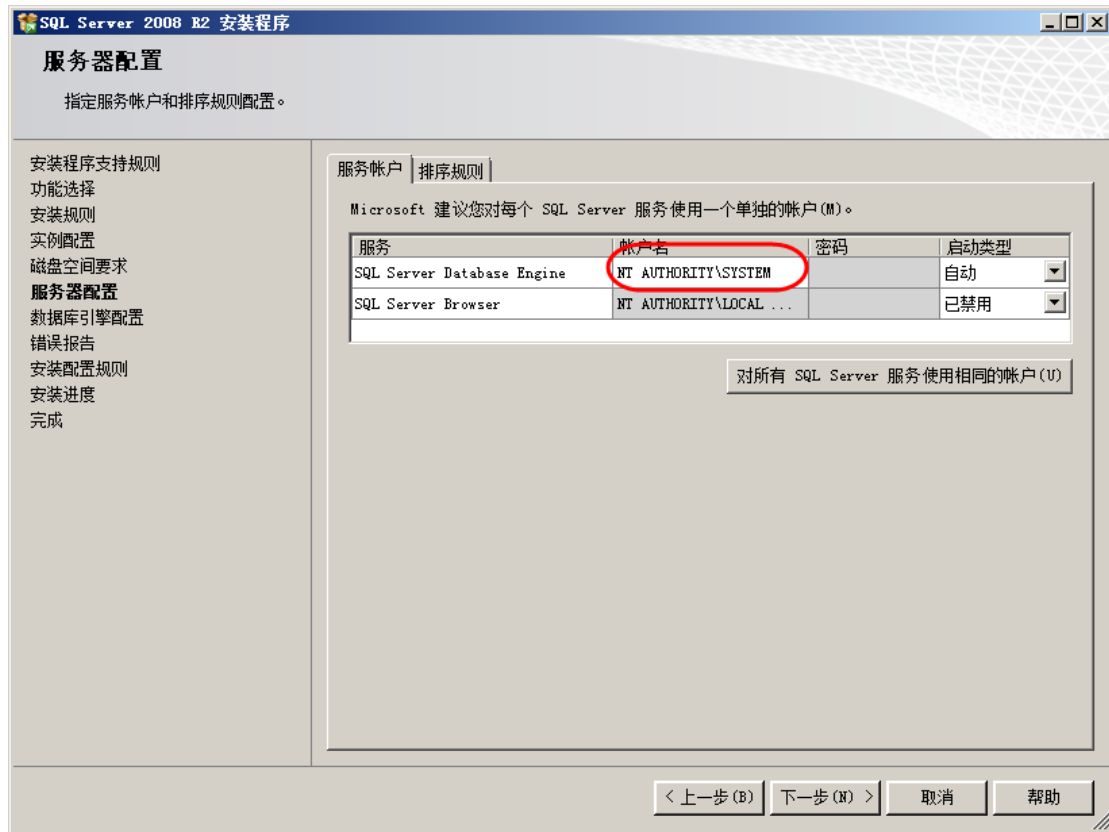 SQL Server 2008 R2 安装程序
服务器配置
指定服务帐户和排序规则配置。
安装程序支持规则
功能选择
安装规则
实例配置
磁盘空间要求
服务器配置
数据库引擎配置
错误报告
安装配置规则
安装进度
完成
服务帐户 排序规则
Microsoft 建议您对每个 SQL Server 服务使用一个单独的帐户(M)。
服务 帐户名 密码 启动类型
SQL Server Database Engine NT AUTHORITY\SYSTEM 自动
SQL Server Browser NT AUTHORITY\LOCAL ... 已禁用
对所有 SQL Server 服务使用相同的帐户(U)
< 上一步(B) 下一步(N) > 取消 帮助